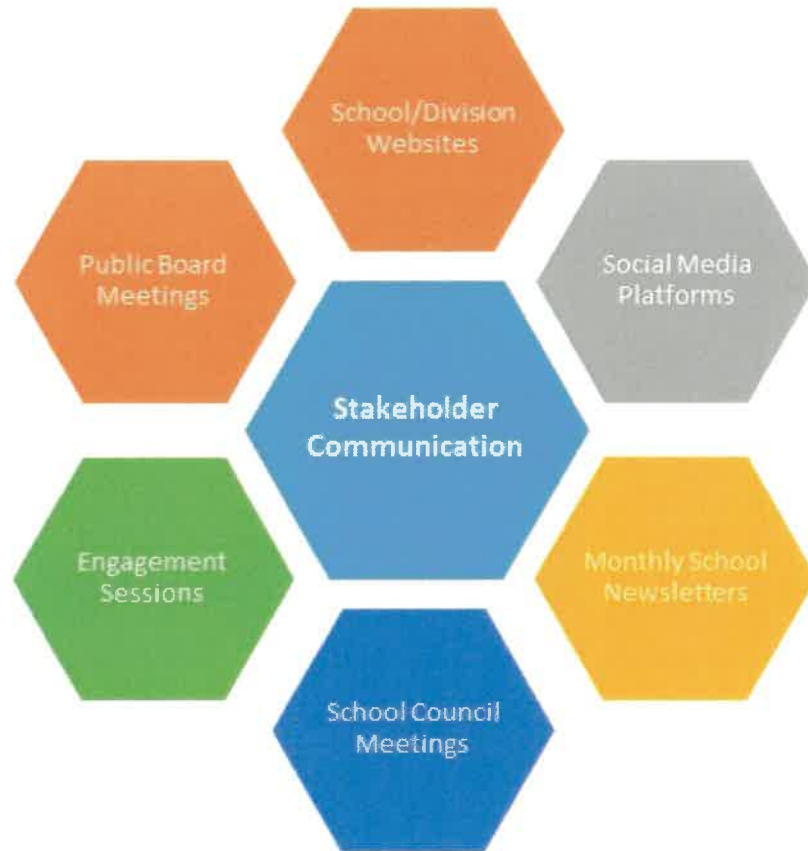 School/Division
Websites
Public Board
Meetings
Social Media
Platforms
Stakeholder
Communication
Engagement
Sessions
Monthly School
Newsletters
School Council
Meetings